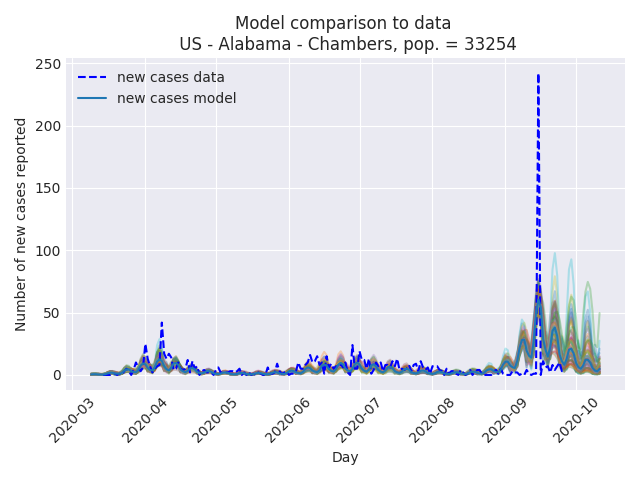 Model comparison to data
US - Alabama - Chambers, pop. = 33254
250
200
150
100
50
0
Number of new cases reported
new cases data
new cases model
2020-03
2020-04
2020-05
2020-06
2020-07
2020-08
2020-09
2020-10
Day